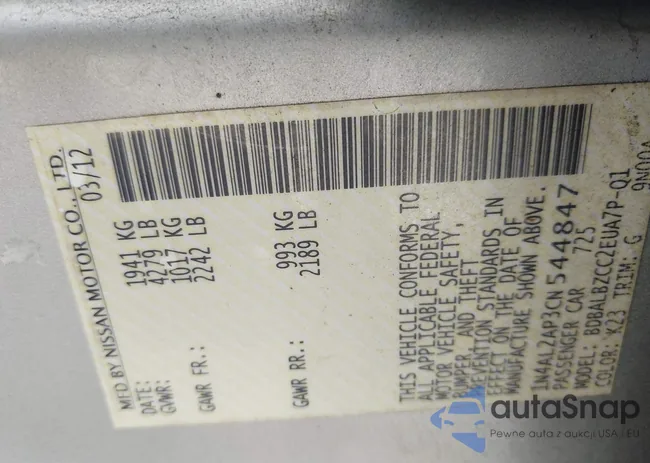 MFD BY NISSAN MOTOR CO., LTD.
DATE: 03/12
GVWR: 1941 KG
4279 LB
GAWR FR.: 1017 KG
2242 LB
GAWR RR.: 993 KG
2189 LB
THIS VEHICLE CONFORMS TO
ALL APPLICABLE FEDERAL
MOTOR VEHICLE SAFETY,
BUMPER, AND THEFT
PREVENTION STANDARDS IN
EFFECT ON THE DATE OF
MANUFACTURE SHOWN ABOVE.
1N4AL2AP3CN544847
PASSENGER CAR 725
MODEL: BDBALBZCC2EUA7P-Q1
COLOR: K23 TRIM: G
9N00A
autaSnap
Pewne auta z aukcji USA i EU